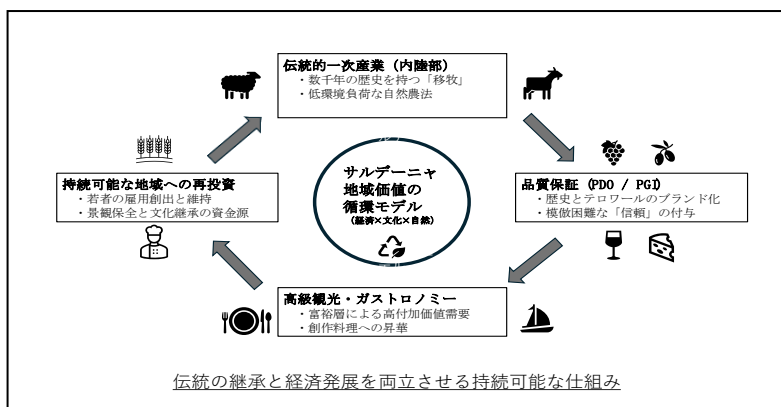 伝統的一次産業(内陸部)
・数千年の歴史を持つ「移牧」
・低環境負荷な自然農法
持続可能な地域への再投資
・若者の雇用創出と維持
・景観保全と文化継承の資金源
サルデーニャ
地域価値の
循環モデル
(経済×文化×自然)
品質保証(PDO / PGI)
・歴史とテロワールのブランド化
・模倣困難な「信頼」の付与
高級観光・ガストロノミー
・富裕層による高付加価値需要
・創作料理への昇華
伝統の継承と経済発展を両立させる持続可能な仕組み